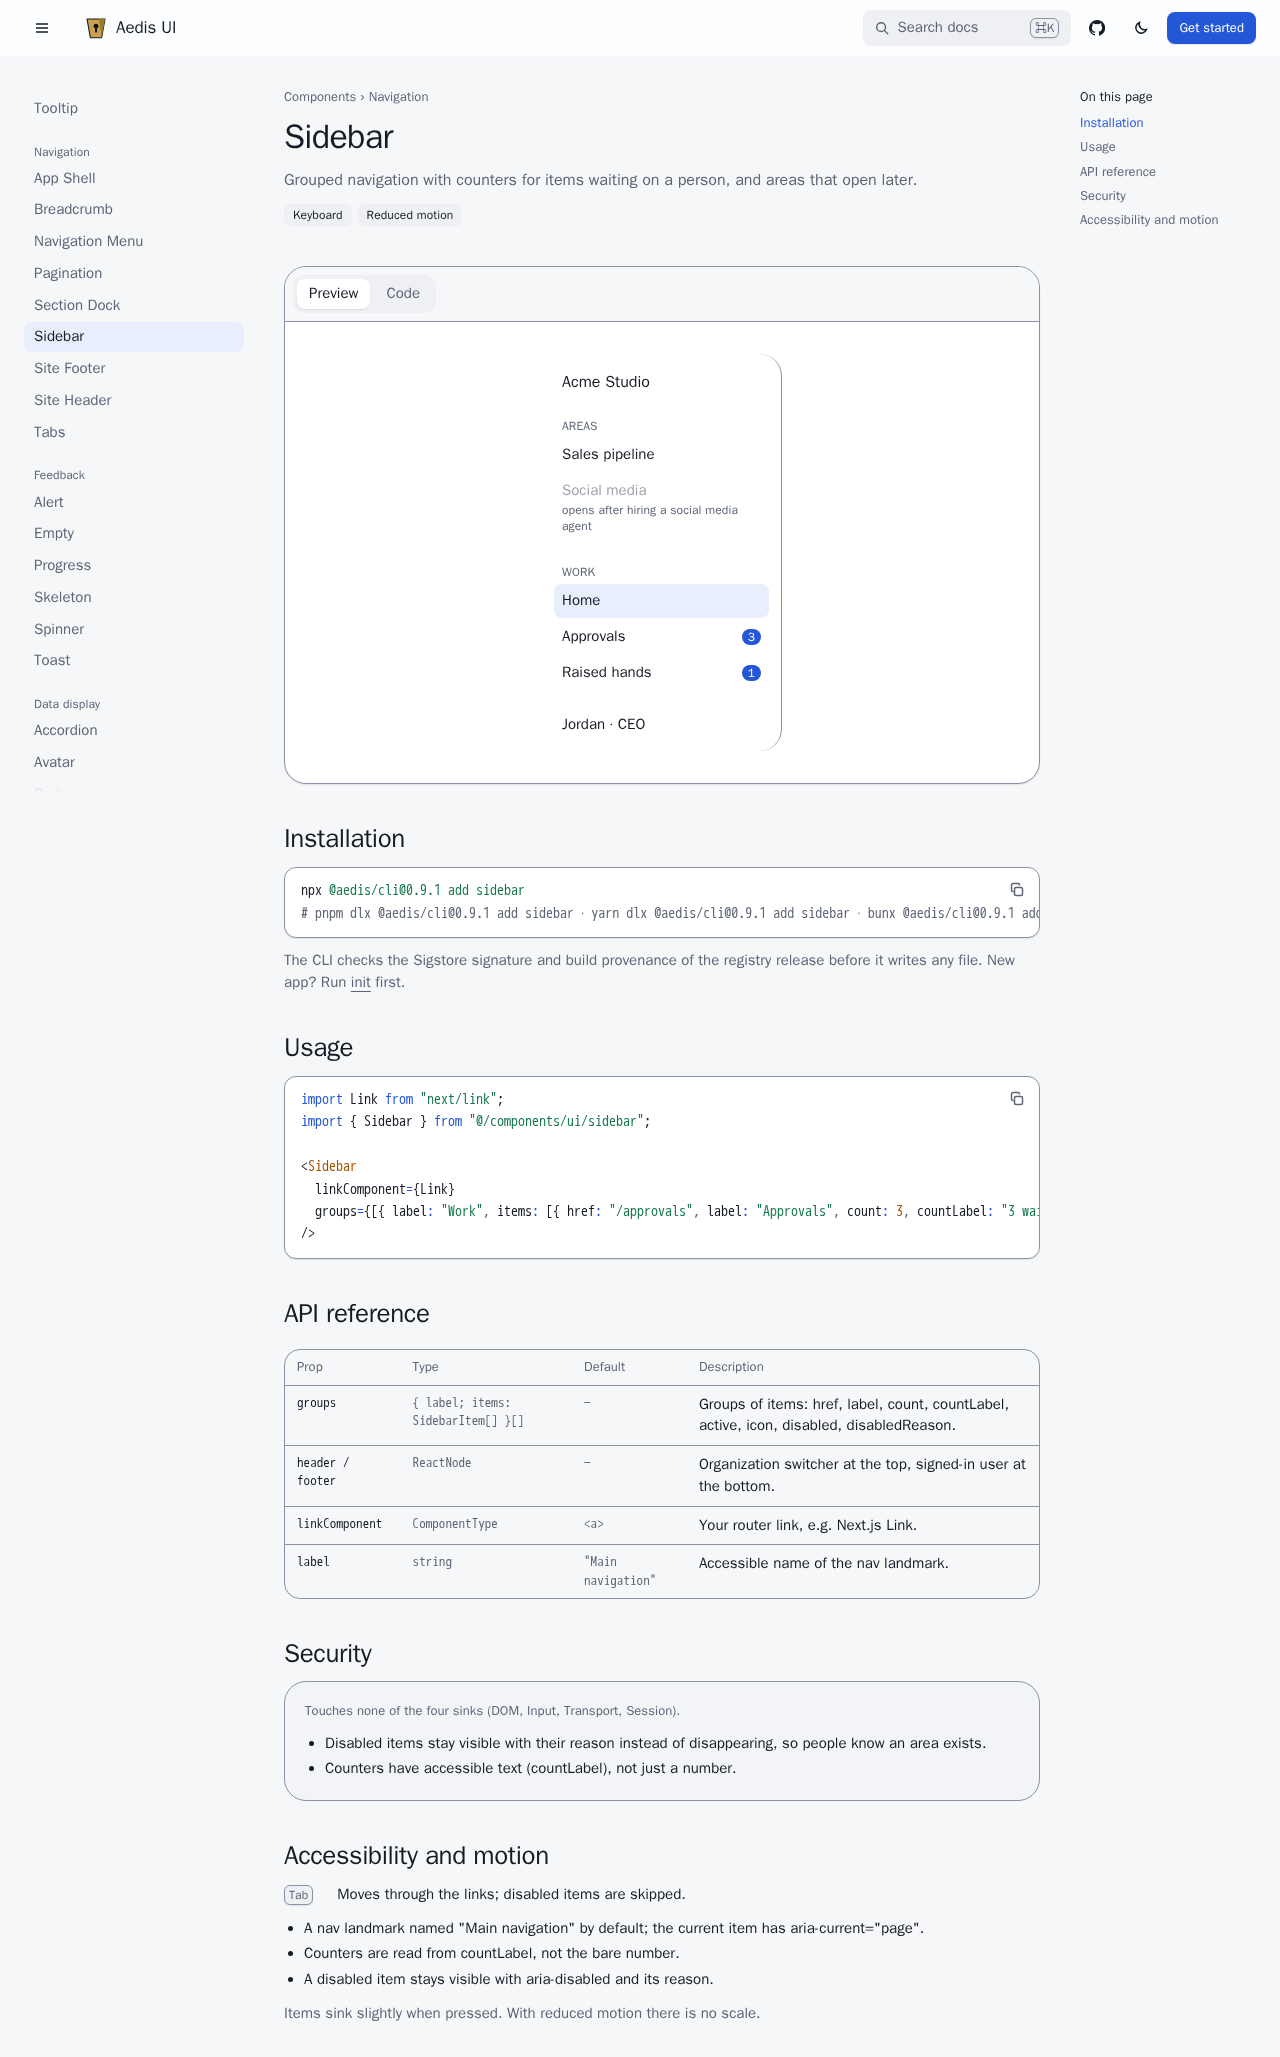 Aedis UI
Search docs
⌘K
Get started
Tooltip
Navigation
App Shell
Breadcrumb
Navigation Menu
Pagination
Section Dock
Sidebar
Site Footer
Site Header
Tabs
Feedback
Alert
Empty
Progress
Skeleton
Spinner
Toast
Data display
Accordion
Avatar
Components › Navigation
Sidebar
Grouped navigation with counters for items waiting on a person, and areas that open later.
Keyboard
Reduced motion
Preview
Code
Acme Studio
AREAS
Sales pipeline
Social media
opens after hiring a social media
agent
WORK
Home
Approvals
3
Raised hands
1
Jordan · CEO
Installation
npx @aedis/cli@0.9.1 add sidebar
# pnpm dlx @aedis/cli@0.9.1 add sidebar · yarn dlx @aedis/cli@0.9.1 add sidebar · bunx @aedis/cli@0.9.1 add
The CLI checks the Sigstore signature and build provenance of the registry release before it writes any file. New
app? Run init first.
Usage
import Link from "next/link";
import { Sidebar } from "@/components/ui/sidebar";
<Sidebar
linkComponent={Link}
groups={[{ label: "Work", items: [{ href: "/approvals", label: "Approvals", count: 3, countLabel: "3 wai
/>
API reference
Prop
Type
Default
Description
groups
{ label; items:
SidebarItem[] }[]
—
Groups of items: href, label, count, countLabel,
active, icon, disabled, disabledReason.
header /
footer
ReactNode
—
Organization switcher at the top, signed-in user at
the bottom.
linkComponent
ComponentType
<a>
Your router link, e.g. Next.js Link.
label
string
"Main
navigation"
Accessible name of the nav landmark.
Security
Touches none of the four sinks (DOM, Input, Transport, Session).
• Disabled items stay visible with their reason instead of disappearing, so people know an area exists.
• Counters have accessible text (countLabel), not just a number.
Accessibility and motion
Tab
Moves through the links; disabled items are skipped.
• A nav landmark named "Main navigation" by default; the current item has aria-current="page".
• Counters are read from countLabel, not the bare number.
• A disabled item stays visible with aria-disabled and its reason.
Items sink slightly when pressed. With reduced motion there is no scale.
On this page
Installation
Usage
API reference
Security
Accessibility and motion